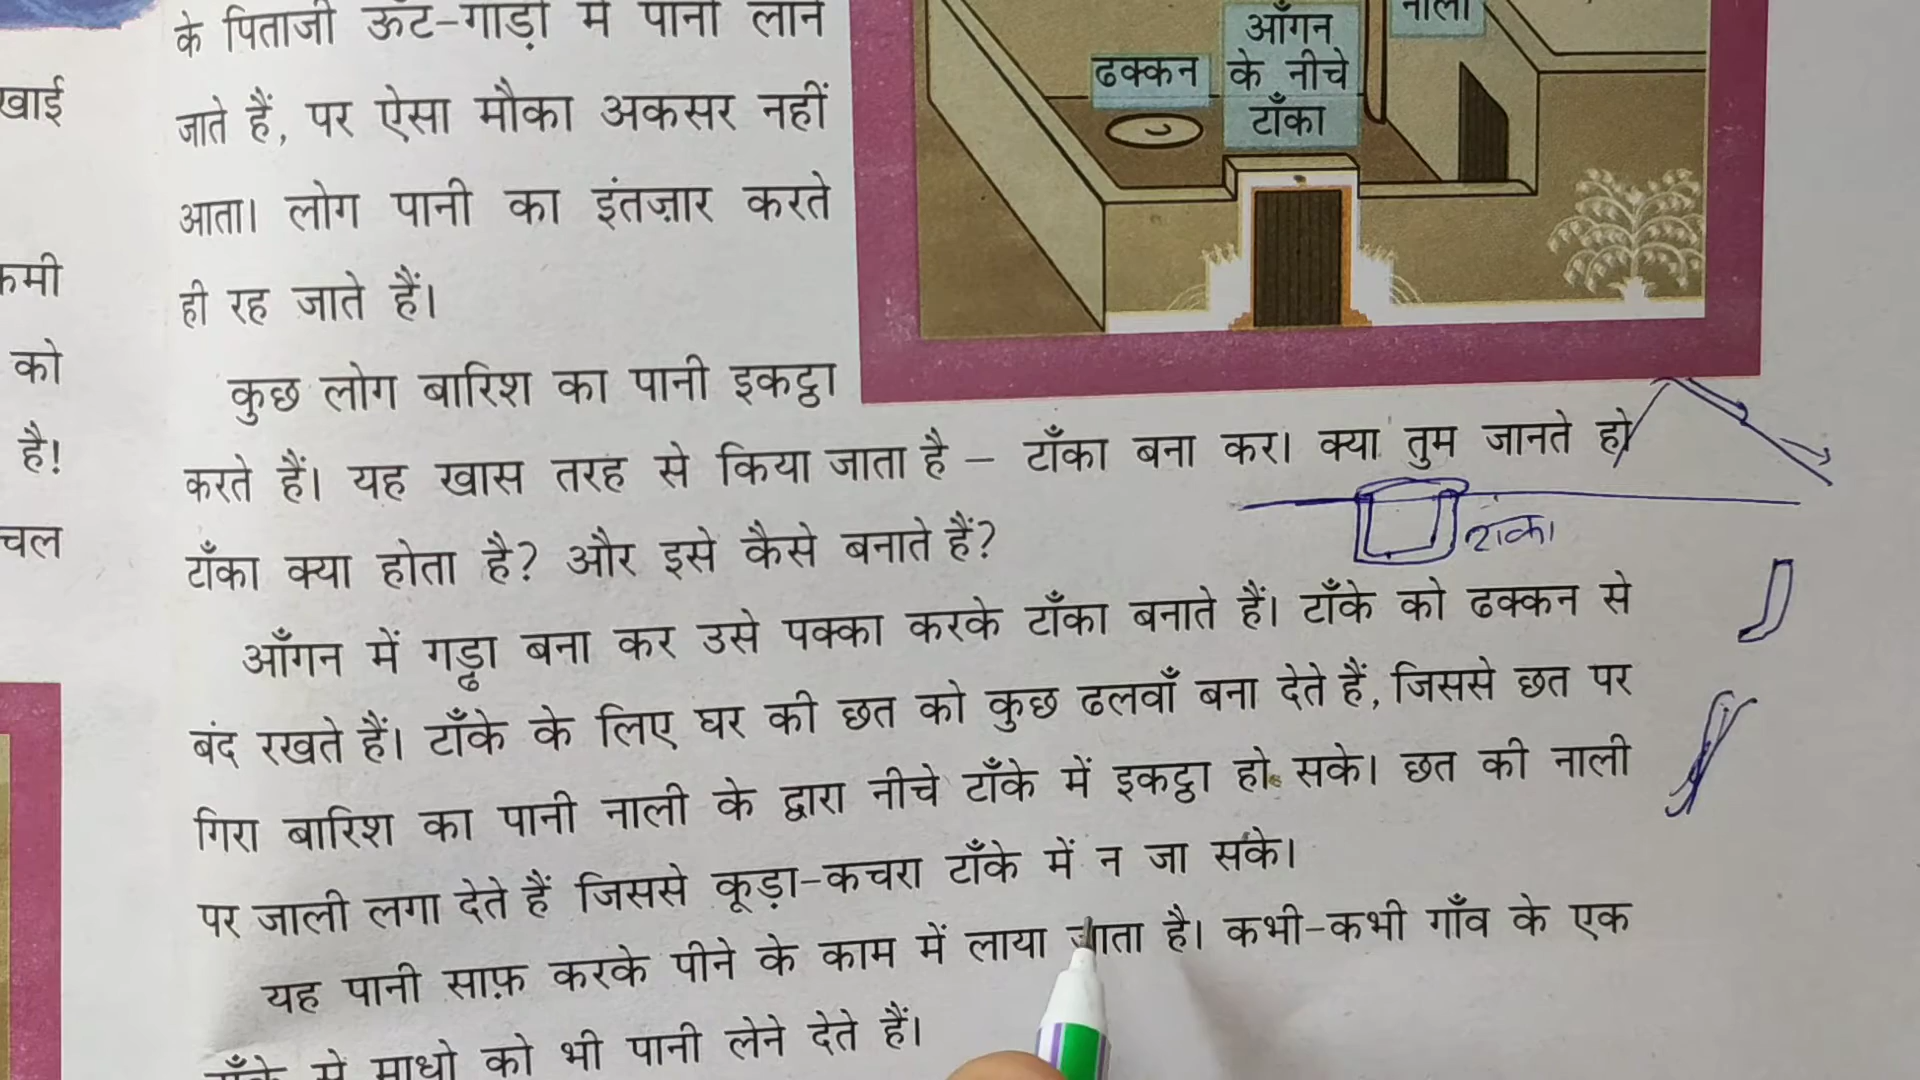 के पिताजी ऊँट-गाड़ी में पानी लाने
जाते हैं, पर ऐसा मौका अकसर नहीं
आता। लोग पानी का इंतज़ार करते
ही रह जाते हैं।
कुछ लोग बारिश का पानी इकट्ठा
करते हैं। यह खास तरह से किया जाता है – टाँका बना कर। क्या तुम जानते हो
टाँका क्या होता है? और इसे कैसे बनाते हैं?
आँगन में गड्ढा बना कर उसे पक्का करके टाँका बनाते हैं। टाँके को ढक्कन से
बंद रखते हैं। टाँके के लिए घर की छत को कुछ ढलवाँ बना देते हैं, जिससे छत पर
गिरा बारिश का पानी नाली के द्वारा नीचे टाँके में इकट्ठा हो सके। छत की नाली
पर जाली लगा देते हैं जिससे कूड़ा-कचरा टाँके में न जा सके।
यह पानी साफ़ करके पीने के काम में लाया जाता है। कभी-कभी गाँव के एक
टाँके से माधो को भी पानी लेने देते हैं।
नाली
आँगन
के नीचे
टाँका
ढक्कन
टाका
खाई
कमी
को
है!
चल